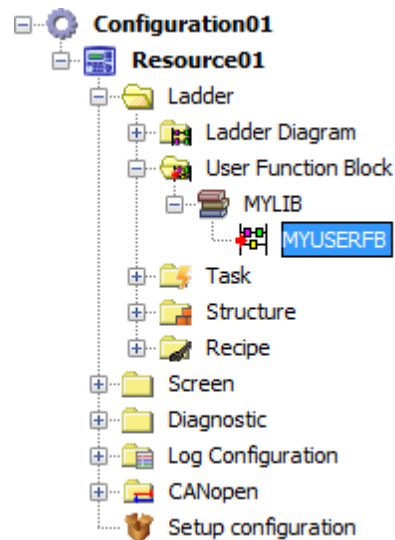 Configuration01
Resource01
Ladder
Ladder Diagram
User Function Block
MYLIB
MYUSERFB
Task
Structure
Recipe
Screen
Diagnostic
Log Configuration
CANopen
Setup configuration